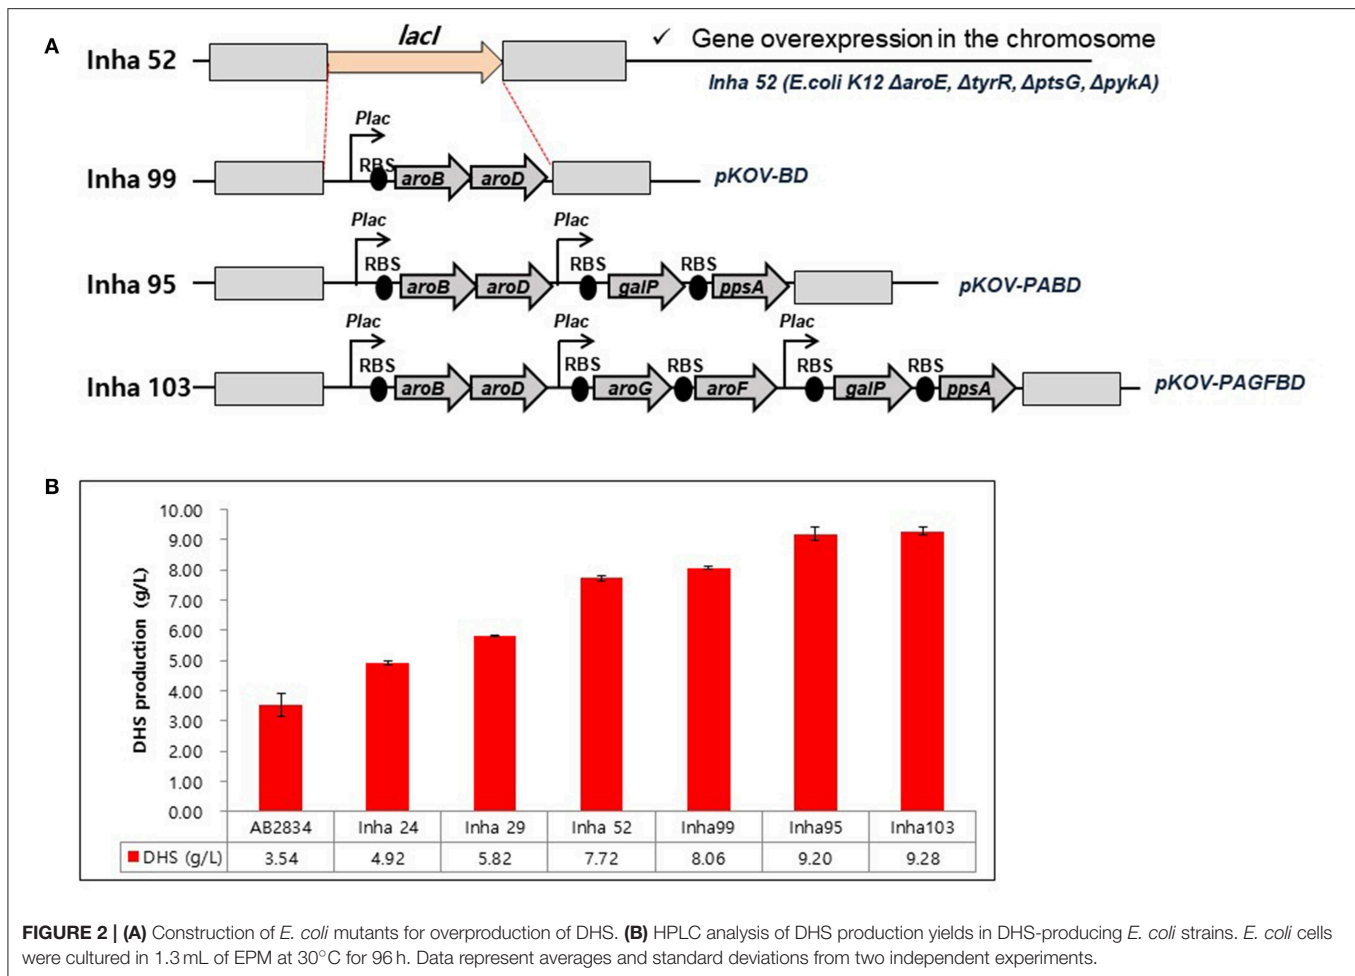 A
Inha 52
lacI
✓ Gene overexpression in the chromosome
Inha 52 (E.coli K12 ΔaroE, ΔtyrR, ΔptsG, ΔpykA)
Plac
Inha 99
RBS
aroB
aroD
pKOV-BD
Plac
Plac
Inha 95
RBS
aroB
aroD
RBS
galP
RBS
ppsA
pKOV-PABD
Plac
Plac
Plac
Inha 103
RBS
aroB
aroD
RBS
aroG
RBS
aroF
RBS
galP
RBS
ppsA
pKOV-PAGFBD
B
DHS production (g/L)
10.00
9.00
8.00
7.00
6.00
5.00
4.00
3.00
2.00
1.00
0.00
AB2834 Inha 24 Inha 29 Inha 52 Inha99 Inha95 Inha103
DHS (g/L) 3.54 4.92 5.82 7.72 8.06 9.20 9.28
FIGURE 2 | (A) Construction of E. coli mutants for overproduction of DHS. (B) HPLC analysis of DHS production yields in DHS-producing E. coli strains. E. coli cells
were cultured in 1.3 mL of EPM at 30°C for 96 h. Data represent averages and standard deviations from two independent experiments.